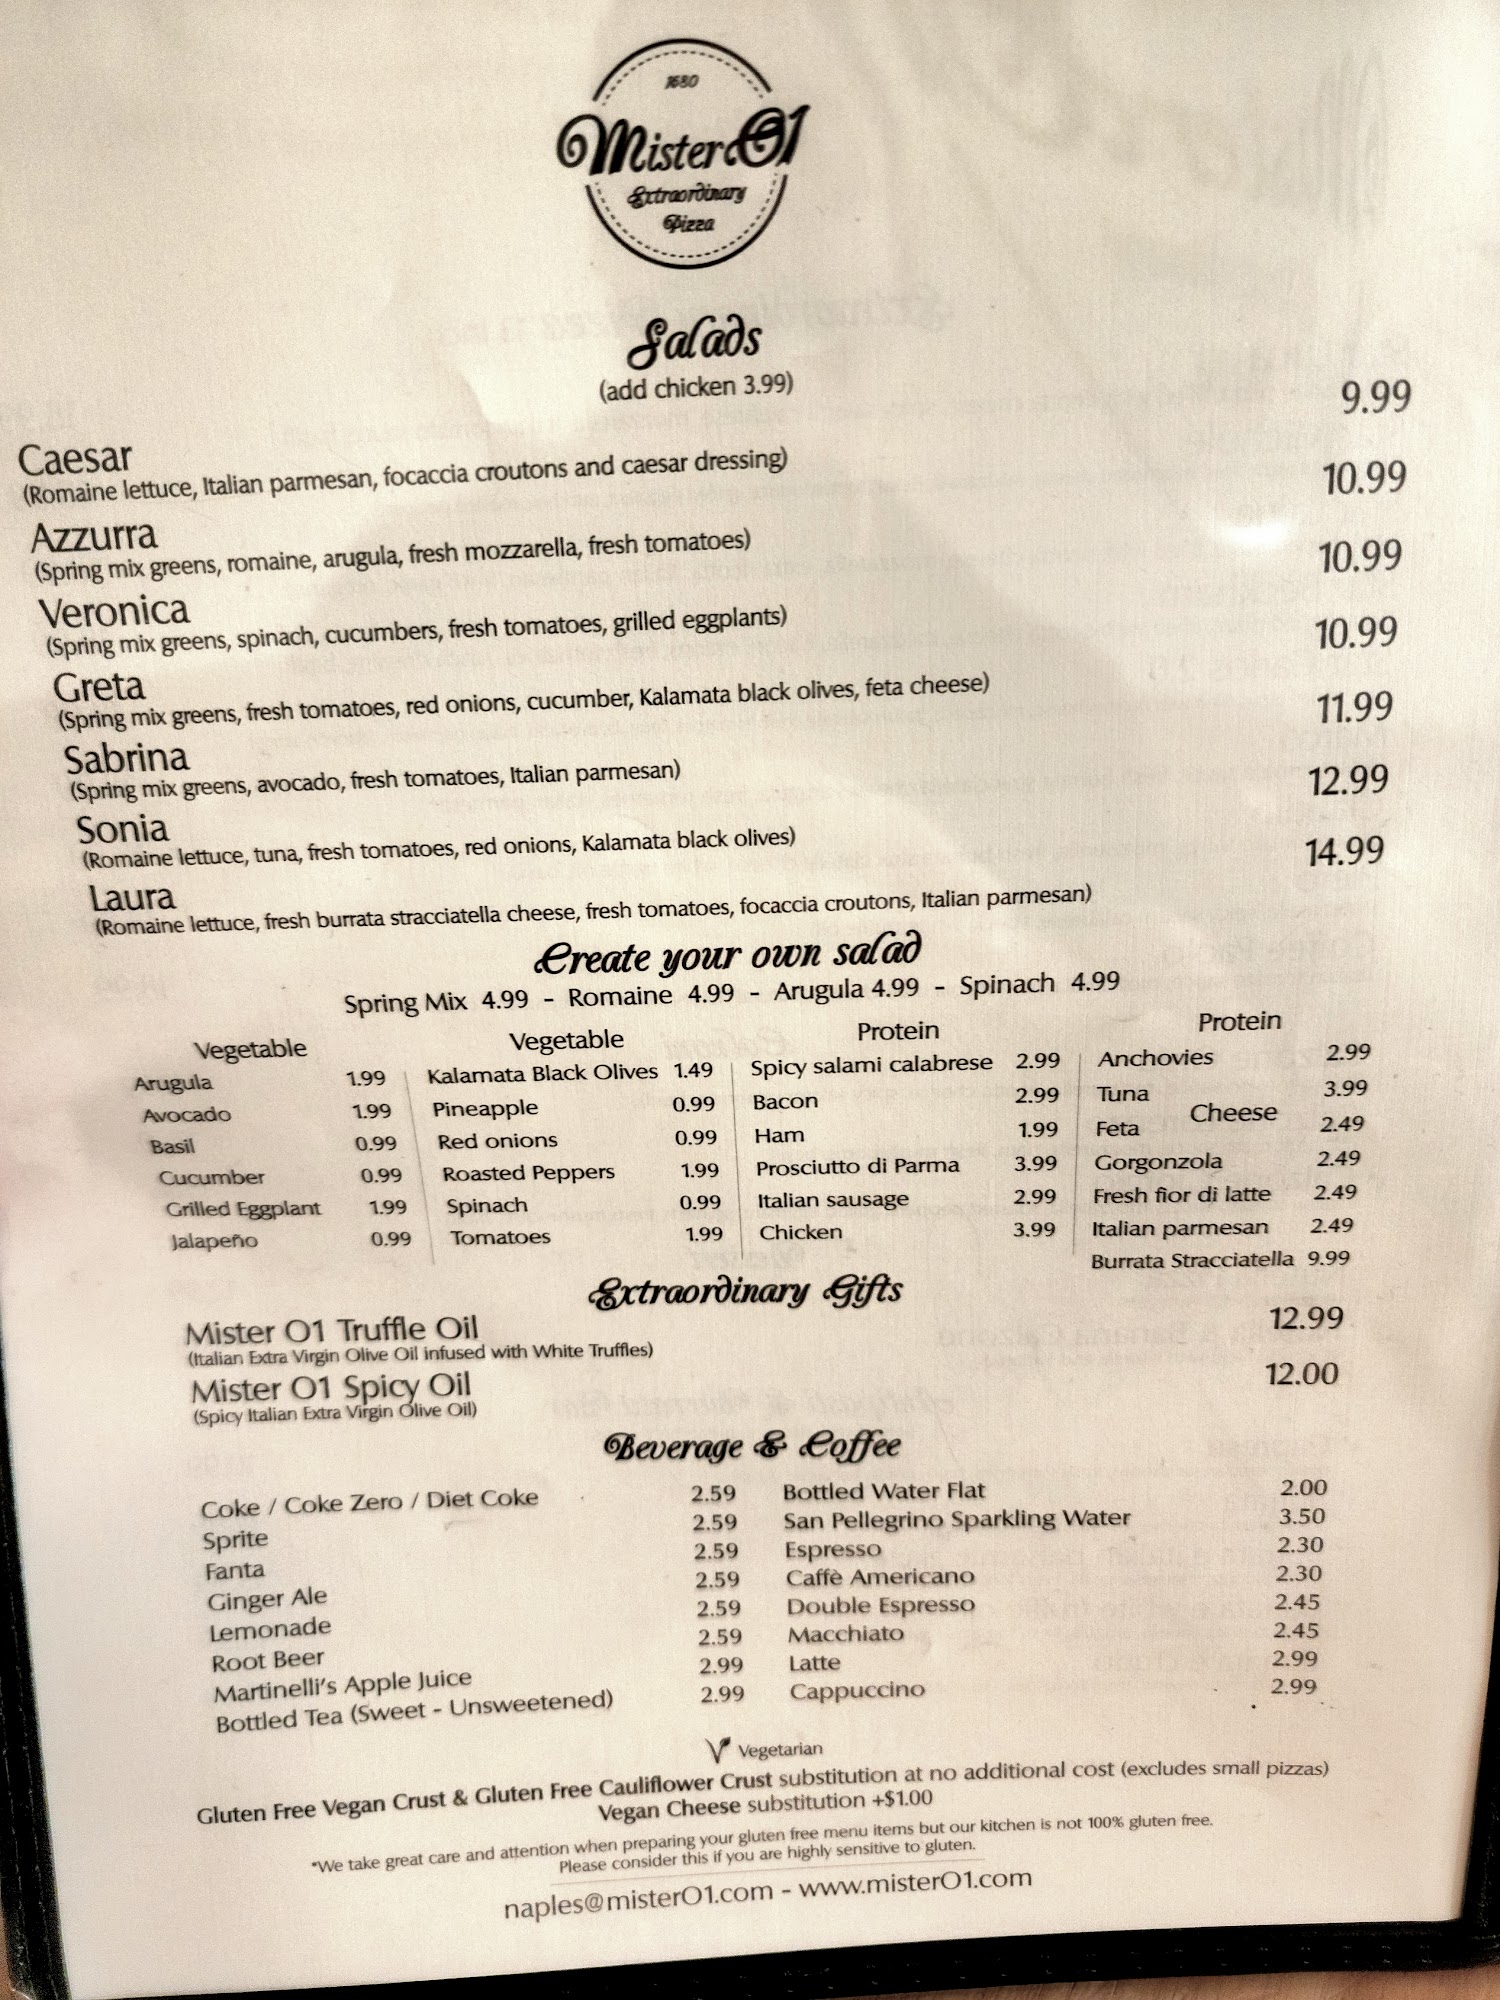 1680
Mister O1
Extraordinary
Pizza
Salads
(add chicken 3.99)
Caesar 9.99
(Romaine lettuce, Italian parmesan, focaccia croutons and caesar dressing)
Azzurra 10.99
(Spring mix greens, romaine, arugula, fresh mozzarella, fresh tomatoes)
Veronica 10.99
(Spring mix greens, spinach, cucumbers, fresh tomatoes, grilled eggplants)
Greta 10.99
(Spring mix greens, fresh tomatoes, red onions, cucumber, Kalamata black olives, feta cheese)
Sabrina 11.99
(Spring mix greens, avocado, fresh tomatoes, Italian parmesan)
Sonia 12.99
(Romaine lettuce, tuna, fresh tomatoes, red onions, Kalamata black olives)
Laura 14.99
(Romaine lettuce, fresh burrata stracciatella cheese, fresh tomatoes, focaccia croutons, Italian parmesan)
Create your own salad
Spring Mix 4.99 - Romaine 4.99 - Arugula 4.99 - Spinach 4.99
Vegetable
Arugula 1.99
Avocado 1.99
Basil 0.99
Cucumber 0.99
Grilled Eggplant 1.99
Jalapeño 0.99
Vegetable
Kalamata Black Olives 1.49
Pineapple 0.99
Red onions 0.99
Roasted Peppers 1.99
Spinach 0.99
Tomatoes 1.99
Protein
Spicy salami calabrese 2.99
Bacon 2.99
Ham 1.99
Prosciutto di Parma 3.99
Italian sausage 2.99
Chicken 3.99
Protein
Anchovies 2.99
Tuna 3.99
Cheese
Feta 2.49
Gorgonzola 2.49
Fresh fior di latte 2.49
Italian parmesan 2.49
Burrata Stracciatella 9.99
Extraordinary Gifts
Mister O1 Truffle Oil 12.99
(Italian Extra Virgin Olive Oil infused with White Truffles)
Mister O1 Spicy Oil 12.00
(Spicy Italian Extra Virgin Olive Oil)
Beverage & Coffee
Coke / Coke Zero / Diet Coke 2.59
Sprite 2.59
Fanta 2.59
Ginger Ale 2.59
Lemonade 2.59
Root Beer 2.59
Martinelli's Apple Juice 2.99
Bottled Tea (Sweet - Unsweetened) 2.99
Bottled Water Flat 2.00
San Pellegrino Sparkling Water 3.50
Espresso 2.30
Caffè Americano 2.30
Double Espresso 2.45
Macchiato 2.45
Latte 2.99
Cappuccino 2.99
V Vegetarian
Gluten Free Vegan Crust & Gluten Free Cauliflower Crust substitution at no additional cost (excludes small pizzas)
Vegan Cheese substitution +$1.00
*We take great care and attention when preparing your gluten free menu items but our kitchen is not 100% gluten free.
Please consider this if you are highly sensitive to gluten.
naples@misterO1.com - www.misterO1.com